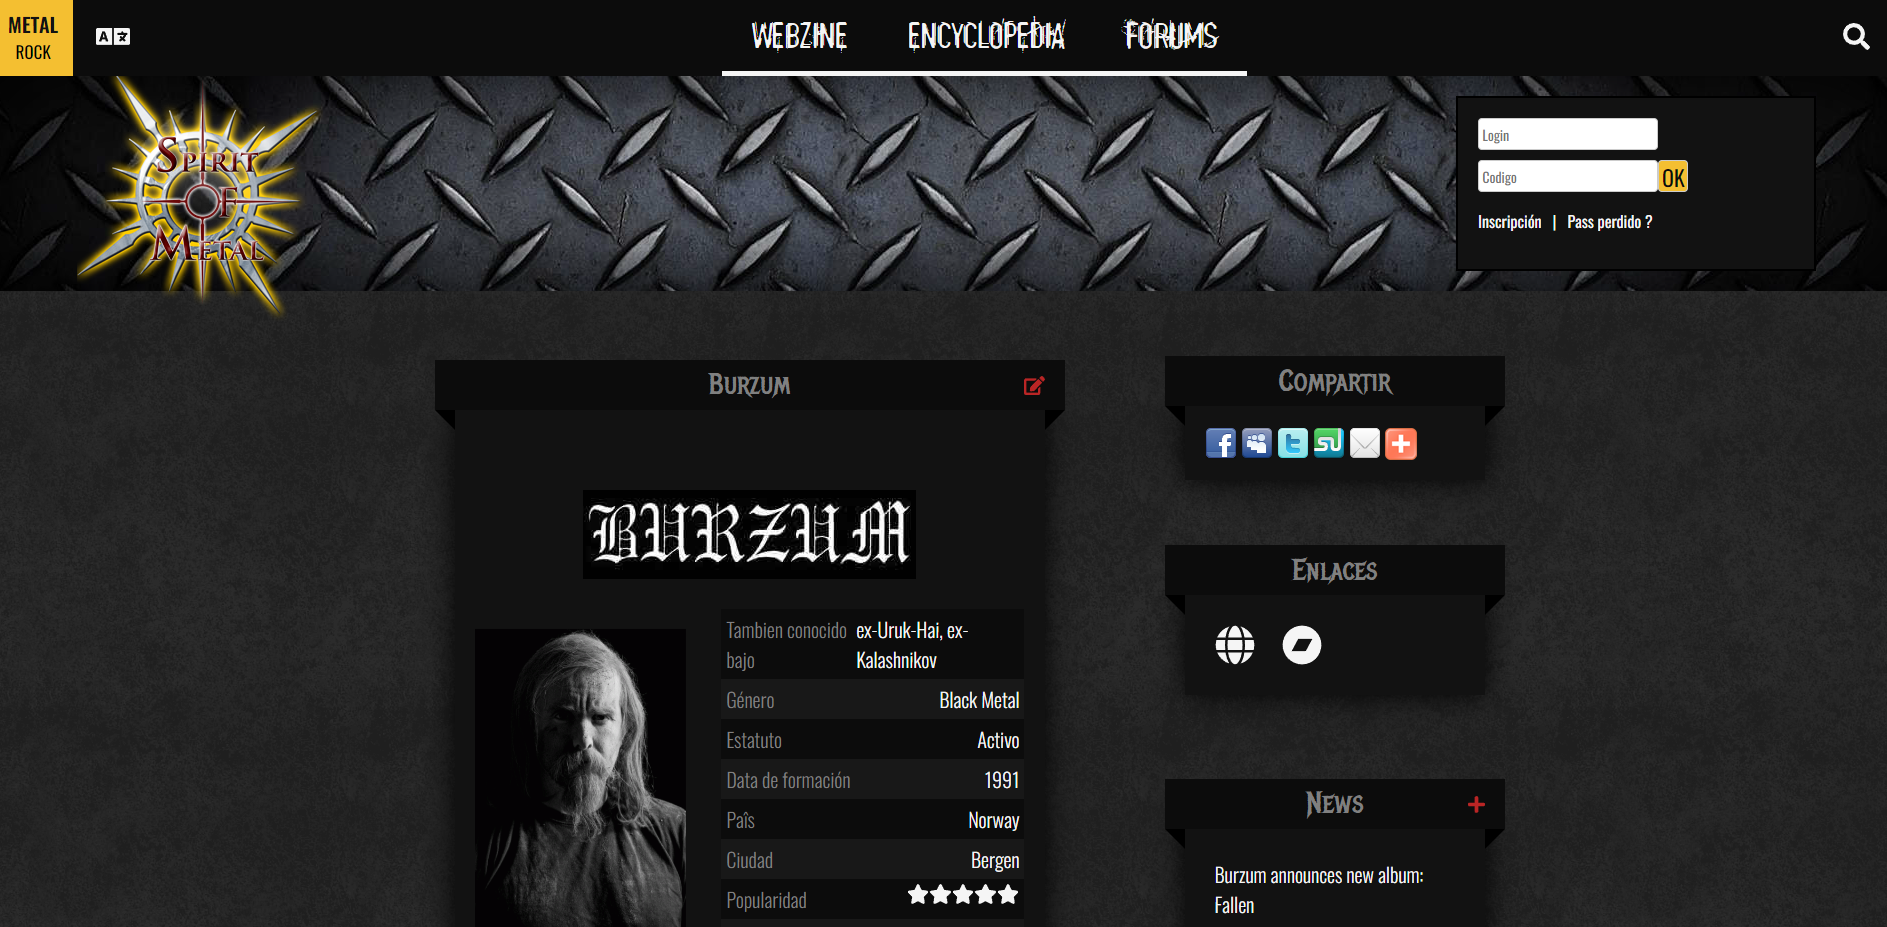 METAL
ROCK
WEBZINE ENCYCLOPEDIA FORUMS
SPIRIT
OF
METAL
Login
Codigo OK
Inscripción | Pass perdido ?
BURZUM
BURZUM
Tambien conocido bajo ex-Uruk-Hai, ex-Kalashnikov
Género Black Metal
Estatuto Activo
Data de formación 1991
Paîs Norway
Ciudad Bergen
Popularidad
COMPARTIR
ENLACES
NEWS
Burzum announces new album:
Fallen